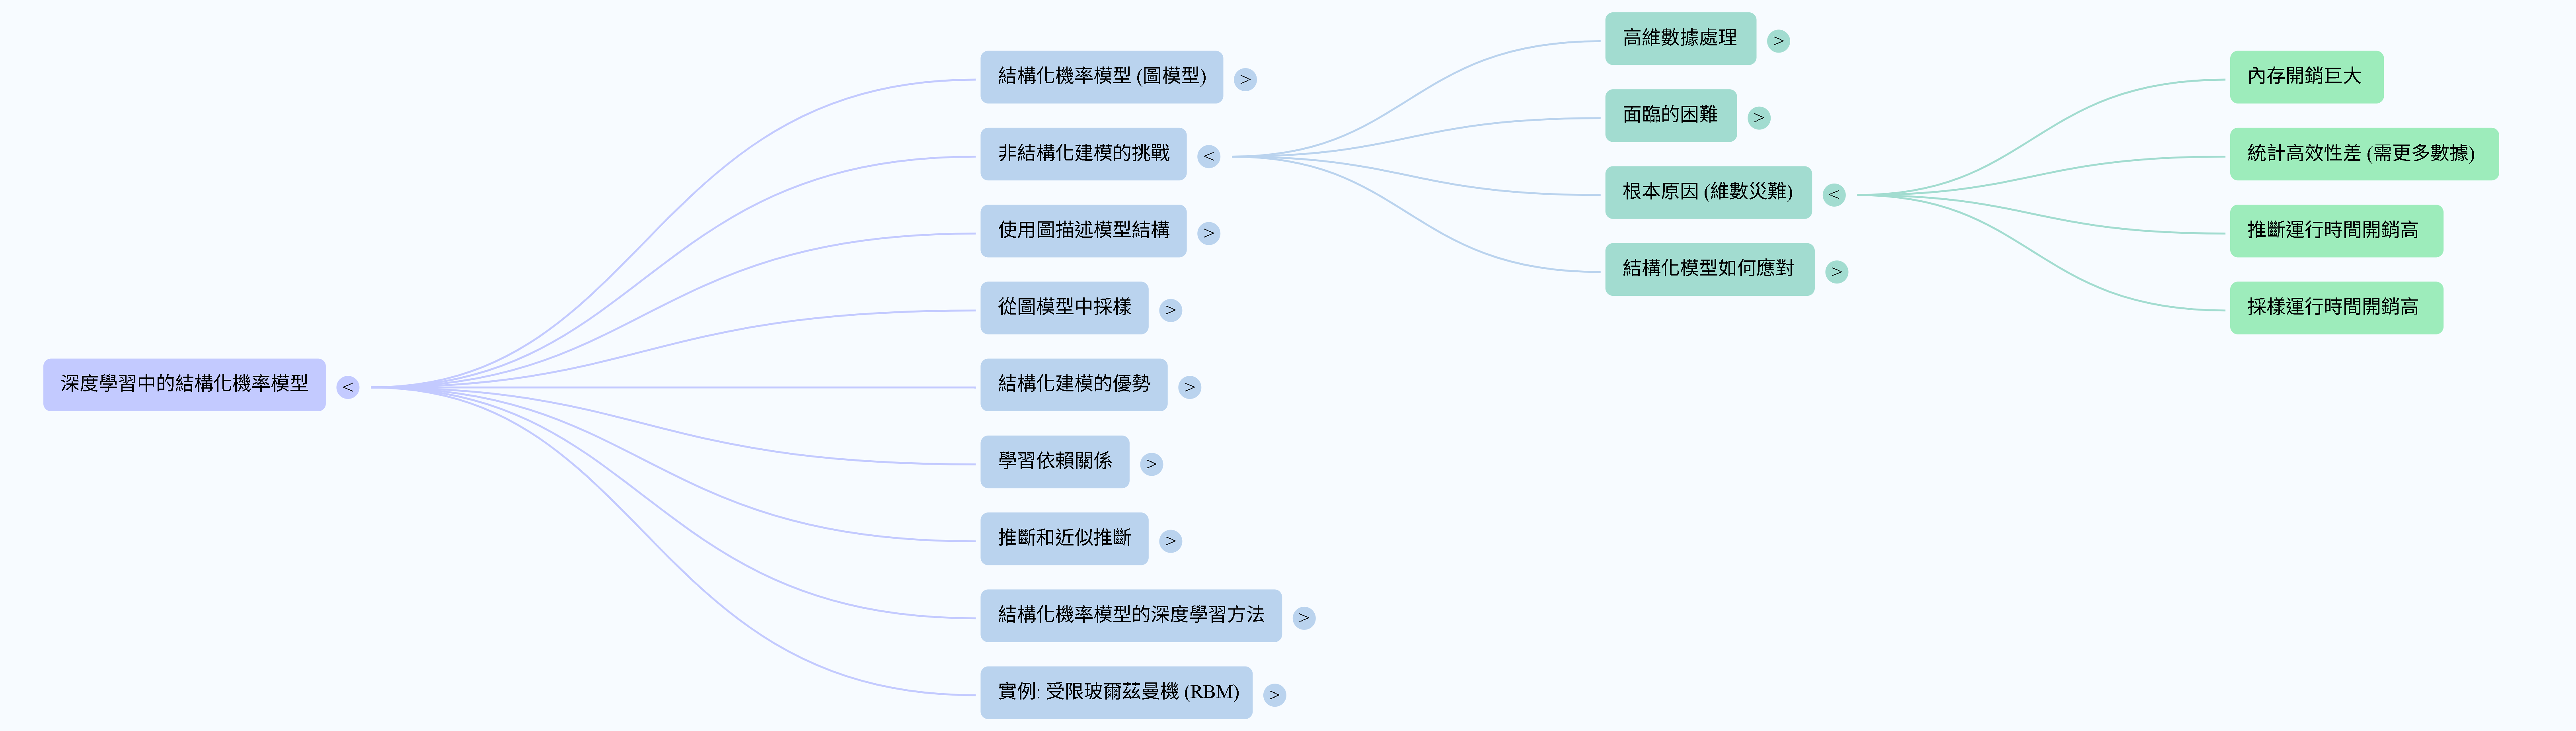 深度學習中的結構化機率模型 <
結構化機率模型 (圖模型) >
非結構化建模的挑戰 <
使用圖描述模型結構 >
從圖模型中採樣 >
結構化建模的優勢 >
學習依賴關係 >
推斷和近似推斷 >
結構化機率模型的深度學習方法 >
實例: 受限玻爾茲曼機 (RBM) >
高維數據處理 >
面臨的困難 >
根本原因 (維數災難) <
結構化模型如何應對 >
內存開銷巨大
統計高效性差 (需更多數據)
推斷運行時間開銷高
採樣運行時間開銷高